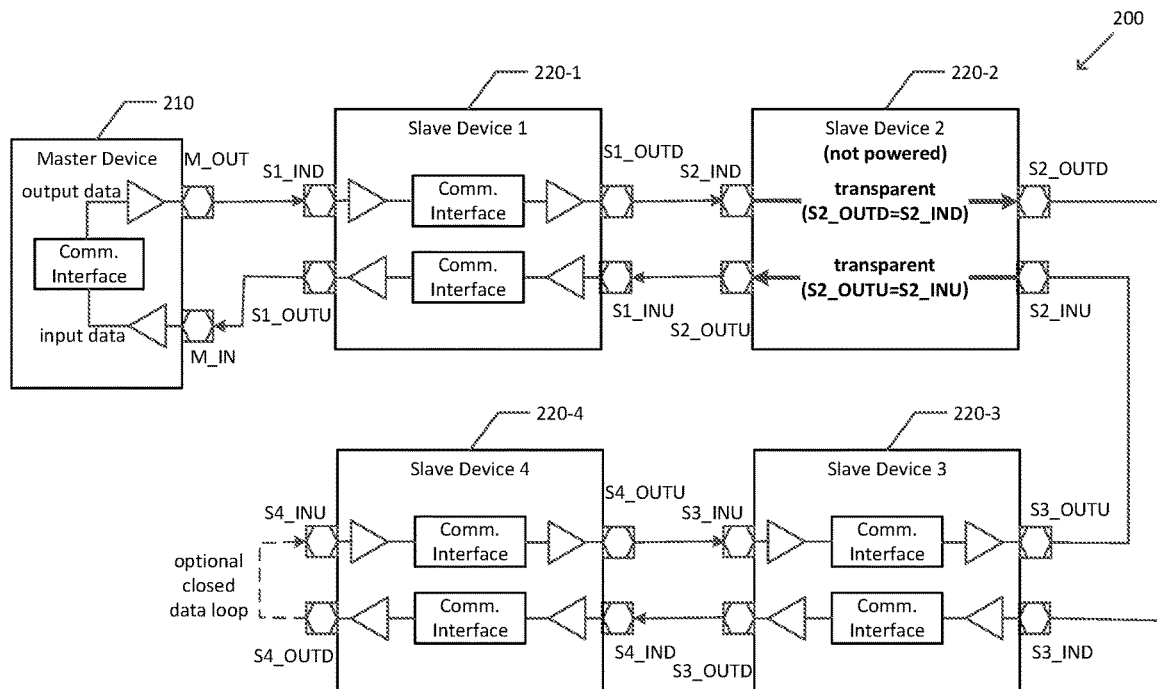 200
210
220-1
220-2
Master Device
output data
Comm.
Interface
input data
M_OUT
M_IN
S1_IND
S1_OUTU
Slave Device 1
Comm.
Interface
Comm.
Interface
S1_OUTD
S1_INU
S2_IND
S2_OUTU
Slave Device 2
(not powered)
transparent
(S2_OUTD=S2_IND)
transparent
(S2_OUTU=S2_INU)
S2_OUTD
S2_INU
220-4
220-3
optional
closed
data loop
S4_INU
S4_OUTD
Slave Device 4
Comm.
Interface
Comm.
Interface
S4_OUTU
S4_IND
S3_INU
S3_OUTD
Slave Device 3
Comm.
Interface
Comm.
Interface
S3_OUTU
S3_IND